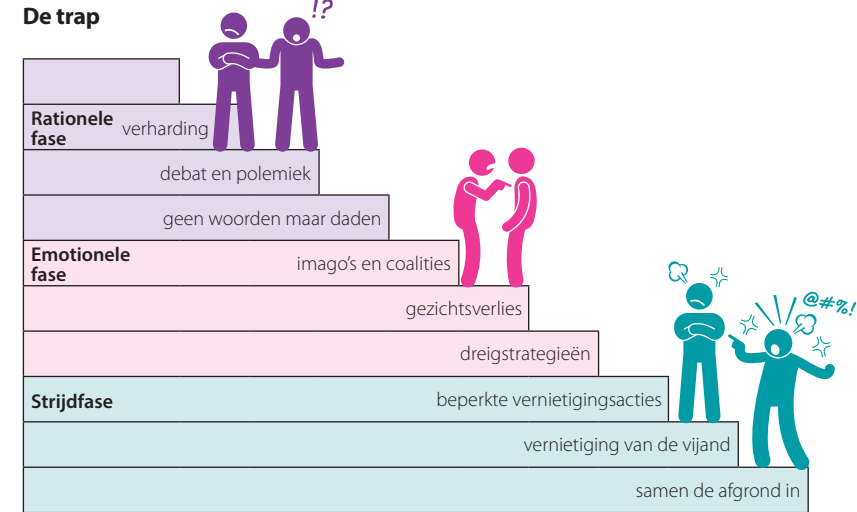 De trap
!?
Rationele
fase
verharding
debat en polemiek
geen woorden maar daden
Emotionele
fase
imago's en coalities
gezichtsverlies
dreigstrategieën
@#%!
Strijdfase
beperkte vernietigingsacties
vernietiging van de vijand
samen de afgrond in